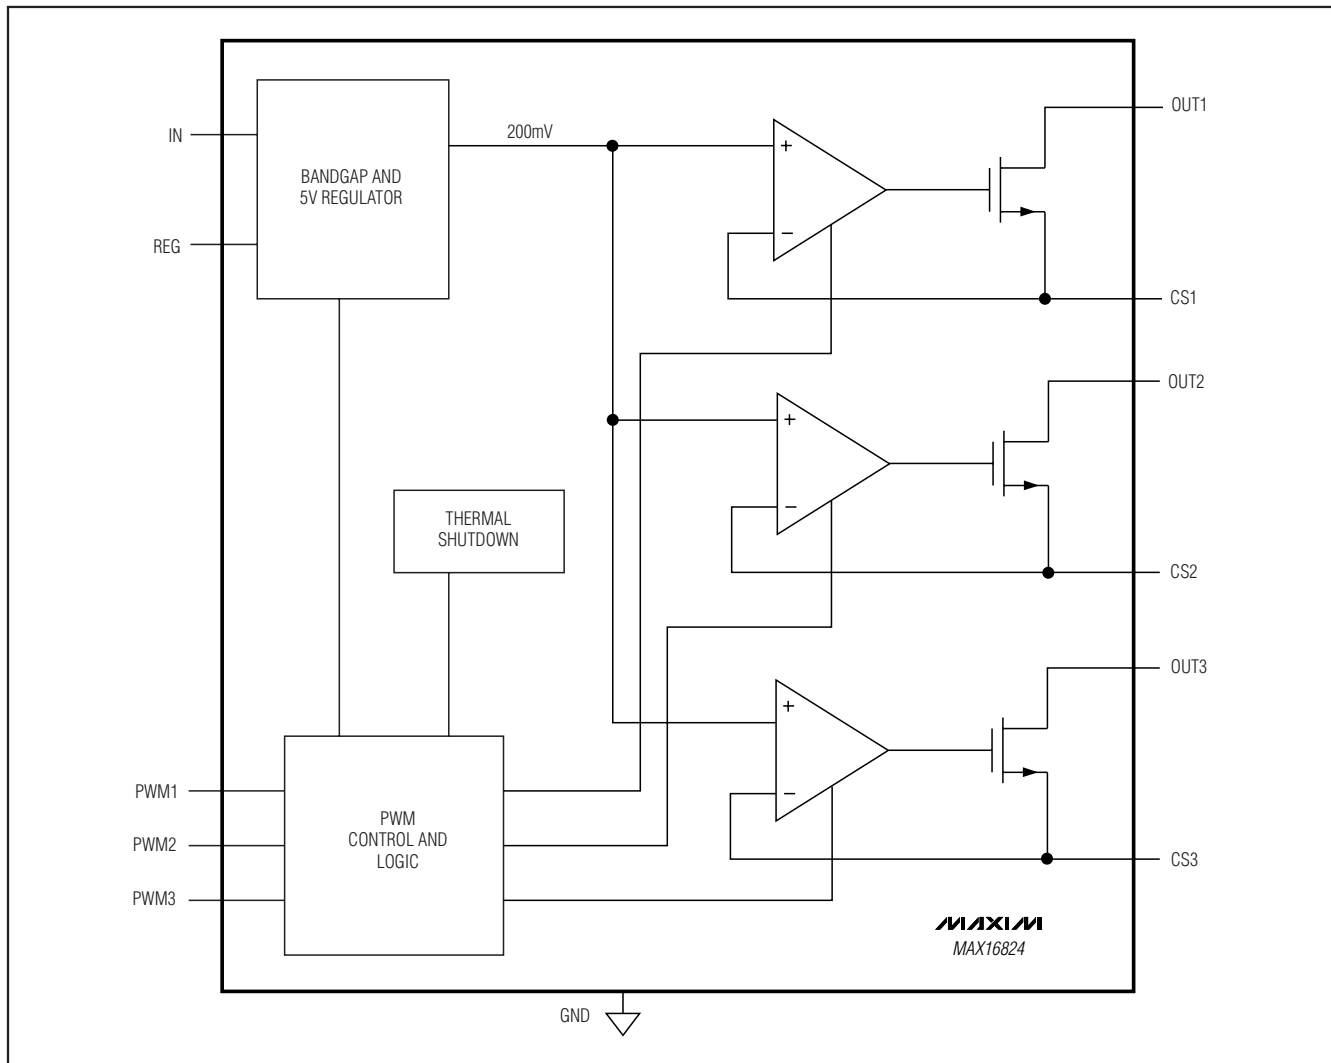 IN
REG
BANDGAP AND
5V REGULATOR
200mV
+
−
OUT1
CS1
+
−
OUT2
CS2
THERMAL
SHUTDOWN
+
−
OUT3
CS3
PWM1
PWM2
PWM3
PWM
CONTROL AND
LOGIC
MAXIM
MAX16824
GND